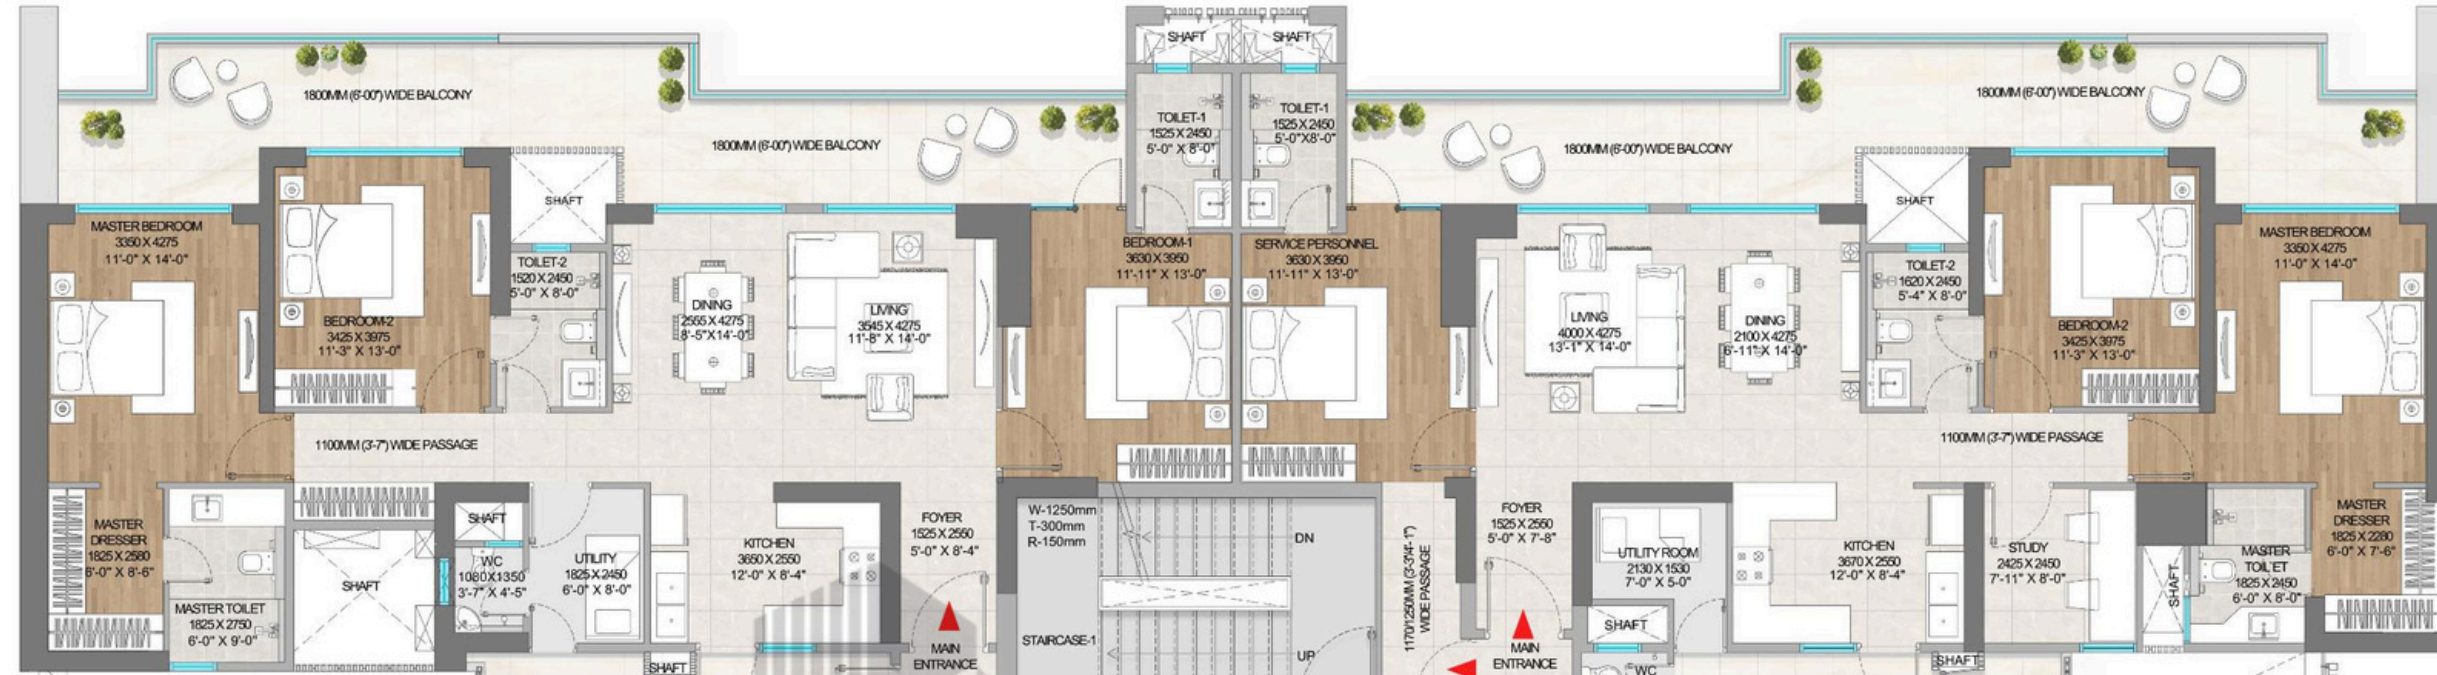 SHAFT
SHAFT
1800MM (6'-00") WIDE BALCONY
1800MM (6'-00") WIDE BALCONY
TOILET-1
1525 X 2450
5'-0" X 8'-0"
TOILET-1
1525 X 2450
5'-0"X8'-0"
1800MM (6'-00") WIDE BALCONY
1800MM (6'-00") WIDE BALCONY
MASTER BEDROOM
3350 X 4275
11'-0" X 14'-0"
BEDROOM-2
3425 X 3975
11'-3" X 13'-0"
SHAFT
TOILET-2
1520 X 2450
5'-0" X 8'-0"
DINING
2555 X 4275
8'-5"X14'-0"
LIVING
3545 X 4275
11'-8" X 14'-0"
BEDROOM-1
3630 X 3950
11'-11" X 13'-0"
SERVICE PERSONNEL
3630 X 3950
11'-11" X 13'-0"
LIVING
4000 X 4275
13'-1" X 14'-0"
DINING
2100 X 4275
6'-11" X 14'-0"
SHAFT
TOILET-2
1620 X 2450
5'-4" X 8'-0"
BEDROOM-2
3425 X 3975
11'-3" X 13'-0"
MASTER BEDROOM
3350 X 4275
11'-0" X 14'-0"
1100MM (3'-7") WIDE PASSAGE
1100MM (3'-7") WIDE PASSAGE
MASTER
DRESSER
1825 X 2580
6'-0" X 8'-6"
MASTER TOILET
1825 X 2750
6'-0" X 9'-0"
SHAFT
SHAFT
WC
1080X1350
3'-7" X 4'-5"
UTILITY
1825 X 2450
6'-0" X 8'-0"
KITCHEN
3650 X 2550
12'-0" X 8'-4"
SHAFT
FOYER
1525 X 2550
5'-0" X 8'-4"
MAIN
ENTRANCE
W-1250mm
T-300mm
R-150mm
DN
STAIRCASE-1
UP
1170/1250MM (3'-3"/4'-1")
WIDE PASSAGE
FOYER
1525 X 2550
5'-0" X 7'-8"
MAIN
ENTRANCE
UTILITY ROOM
2130 X 1530
7'-0" X 5'-0"
SHAFT
WC
KITCHEN
3670 X 2550
12'-0" X 8'-4"
SHAFT
STUDY
2425 X 2450
7'-11" X 8'-0"
SHAFT
MASTER
TOILET
1825 X 2450
6'-0" X 8'-0"
MASTER
DRESSER
1825 X 2280
6'-0" X 7'-6"